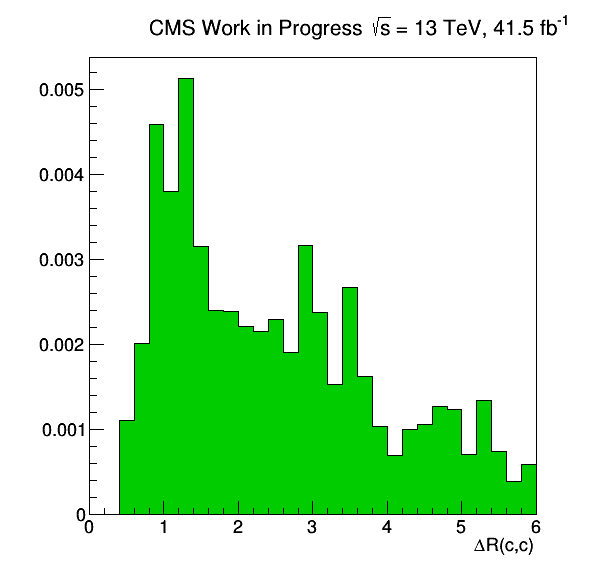 CMS Work in Progress √s = 13 TeV, 41.5 fb⁻¹
0.005
0.004
0.003
0.002
0.001
0
0 1 2 3 4 5 6
ΔR(c,c)